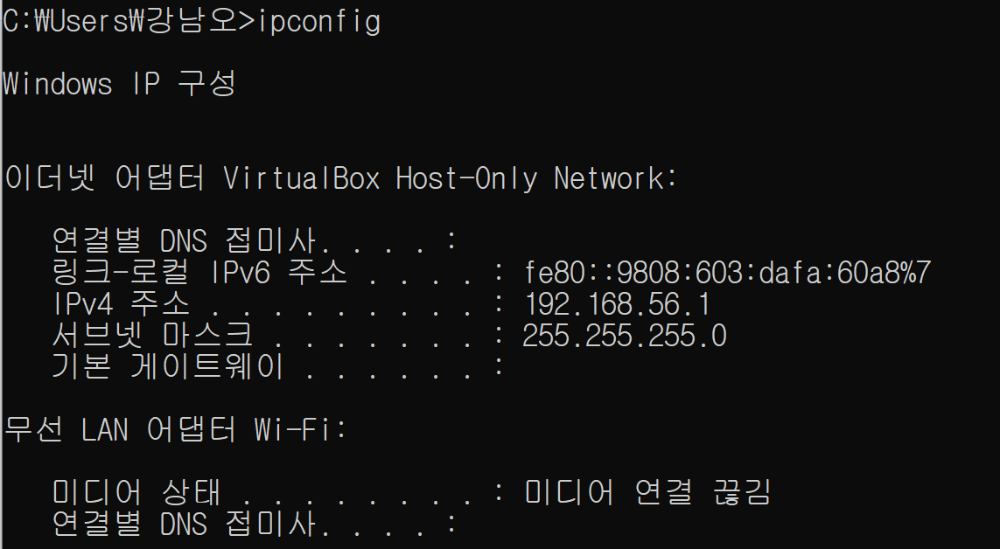 C:₩Users₩강남오>ipconfig
Windows IP 구성
이더넷 어댑터 VirtualBox Host-Only Network:
연결별 DNS 접미사. . . . :
링크-로컬 IPv6 주소 . . . . : fe80::9808:603:dafa:60a8%7
IPv4 주소 . . . . . . . . . : 192.168.56.1
서브넷 마스크 . . . . . . . : 255.255.255.0
기본 게이트웨이 . . . . . . :
무선 LAN 어댑터 Wi-Fi:
미디어 상태 . . . . . . . . : 미디어 연결 끊김
연결별 DNS 접미사. . . . :